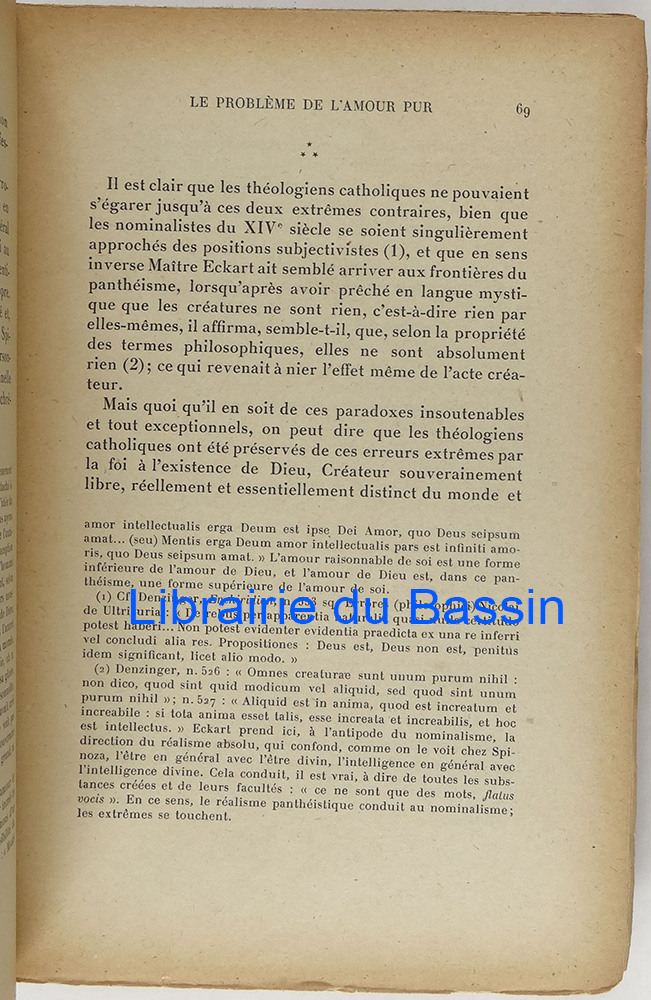 LE PROBLÈME DE L'AMOUR PUR 69
Il est clair que les théologiens catholiques ne pouvaient
s'égarer jusqu'à ces deux extrêmes contraires, bien que
les nominalistes du XIVe siècle se soient singulièrement
approchés des positions subjectivistes (1), et que en sens
inverse Maître Eckart ait semblé arriver aux frontières du
panthéisme, lorsqu'après avoir prêché en langue mysti-
que que les créatures ne sont rien, c'est-à-dire rien par
elles-mêmes, il affirma, semble-t-il, que, selon la propriété
des termes philosophiques, elles ne sont absolument
rien (2); ce qui revenait à nier l'effet même de l'acte créa-
teur.
Mais quoi qu'il en soit de ces paradoxes insoutenables
et tout exceptionnels, on peut dire que les théologiens
catholiques ont été préservés de ces erreurs extrêmes par
la foi à l'existence de Dieu, Créateur souverainement
libre, réellement et essentiellement distinct du monde et
amor intellectualis erga Deum est ipse Dei Amor, quo Deus seipsum
amat... (seu) Mentis erga Deum amor intellectualis pars est infiniti amo-
ris, quo Deus seipsum amat. » L'amour raisonnable de soi est une forme
inférieure de l'amour de Dieu, et l'amour de Dieu est, dans ce pan-
théisme, une forme supérieure de l'amour de soi.
(1) Cf. Denzinger,
Librairie du Bassin
de Ultricuria: « De rebus per apparentia naturalia quasi nulla certitudo
potest haberi... Non potest evidenter evidentia praedicta ex una re inferri
vel concludi alia res. Propositiones : Deus est, Deus non est, penitus
idem significant, licet alio modo. »
(2) Denzinger, n. 526 : « Omnes creaturæ sunt unum purum nihil :
non dico, quod sint quid modicum vel aliquid, sed quod sint unum
purum nihil »; n. 527 : « Aliquid est in anima, quod est increatum et
increabile : si tota anima esset talis, esse increata et increabilis, et hoc
est intellectus. » Eckart prend ici, à l'antipode du nominalisme, la
direction du réalisme absolu, qui confond, comme on le voit chez Spi-
noza, l'être en général avec l'être divin, l'intelligence en général avec
l'intelligence divine. Cela conduit, il est vrai, à dire de toutes les subs-
tances créées et de leurs facultés : « ce ne sont que des mots, flatus
vocis ». En ce sens, le réalisme panthéistique conduit au nominalisme;
les extrêmes se touchent.